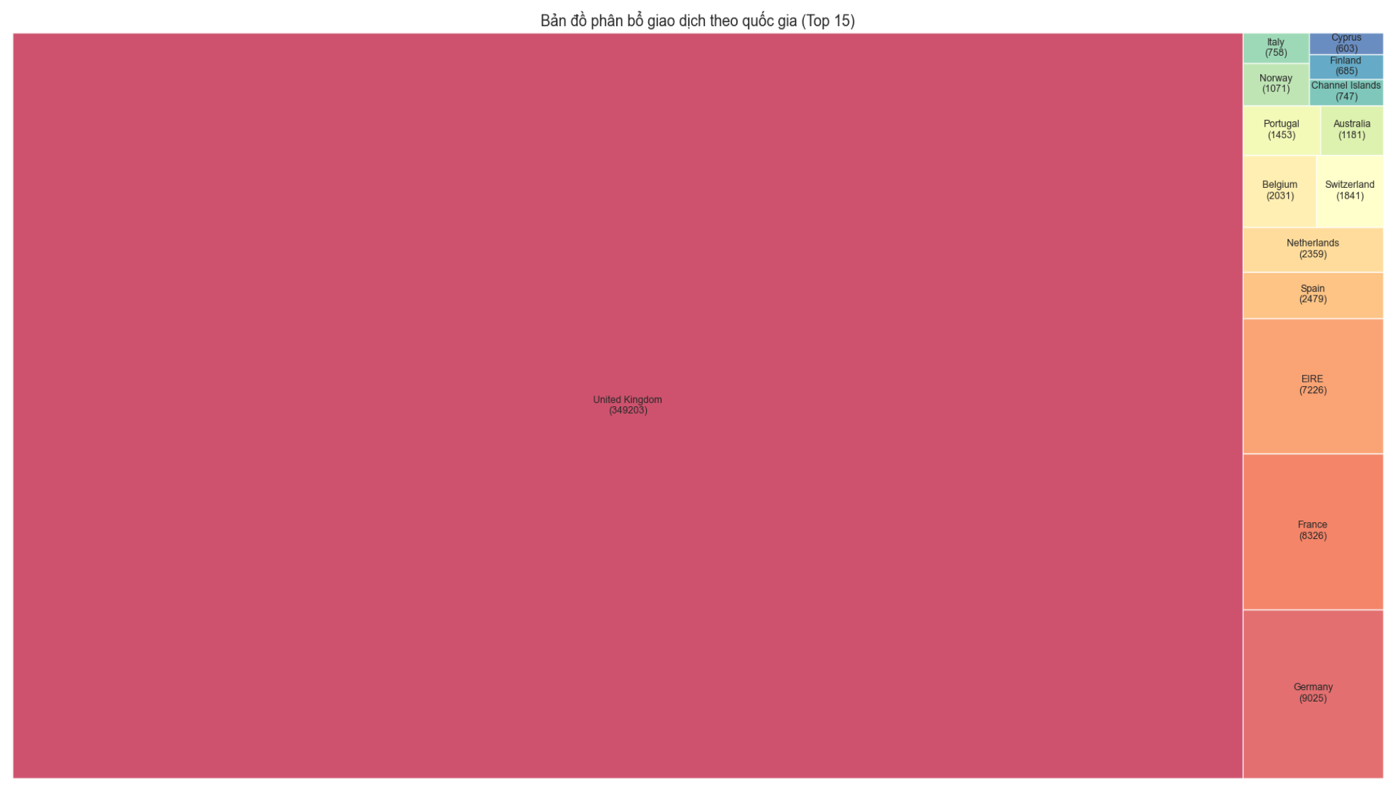 Bản đồ phân bổ giao dịch theo quốc gia (Top 15)
Italy
(758)
Cyprus
(603)
Finland
(685)
Norway
(1071)
Channel Islands
(747)
Portugal
(1453)
Australia
(1181)
Belgium
(2031)
Switzerland
(1841)
Netherlands
(2359)
Spain
(2479)
EIRE
(7226)
United Kingdom
(349203)
France
(8326)
Germany
(9025)